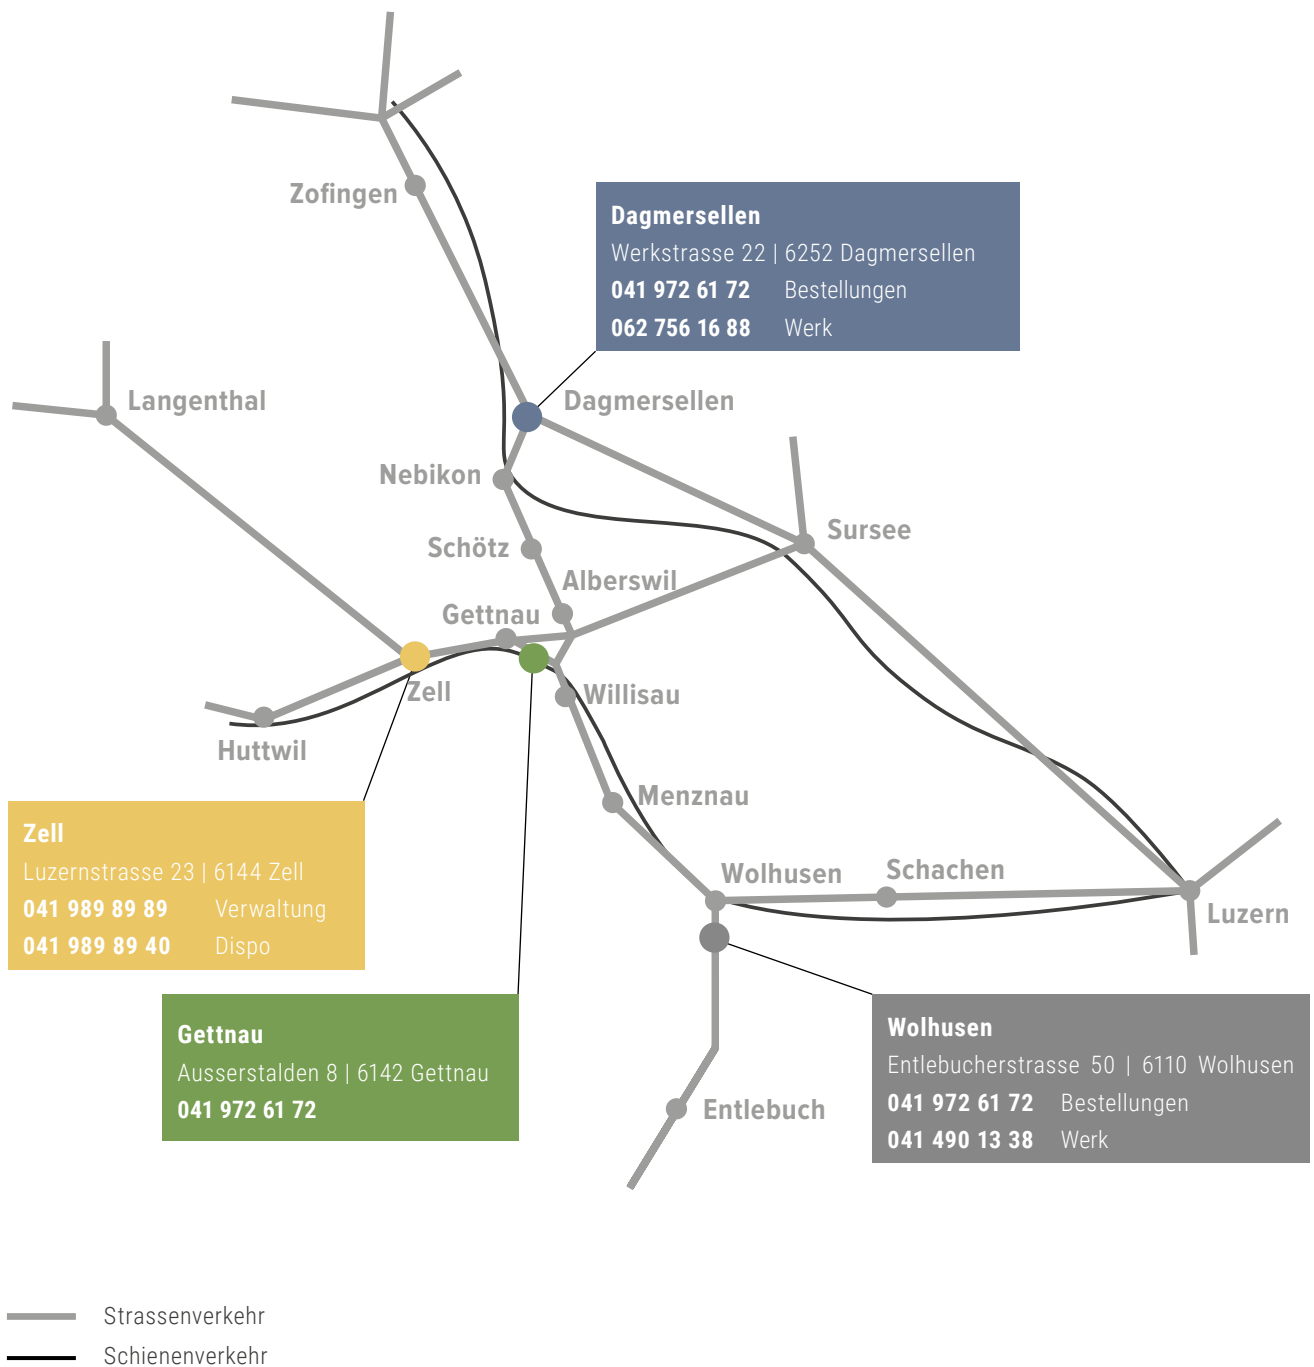 Zofingen
Dagmersellen
Werkstrasse 22 | 6252 Dagmersellen
041 972 61 72 Bestellungen
062 756 16 88 Werk
Langenthal
Dagmersellen
Nebikon
Sursee
Schötz
Alberswil
Gettnau
Zell
Willisau
Huttwil
Menznau
Zell
Luzernstrasse 23 | 6144 Zell
041 989 89 89 Verwaltung
041 989 89 40 Dispo
Wolhusen
Schachen
Luzern
Gettnau
Ausserstalden 8 | 6142 Gettnau
041 972 61 72
Wolhusen
Entlebucherstrasse 50 | 6110 Wolhusen
041 972 61 72 Bestellungen
041 490 13 38 Werk
Entlebuch
Strassenverkehr
Schienenverkehr